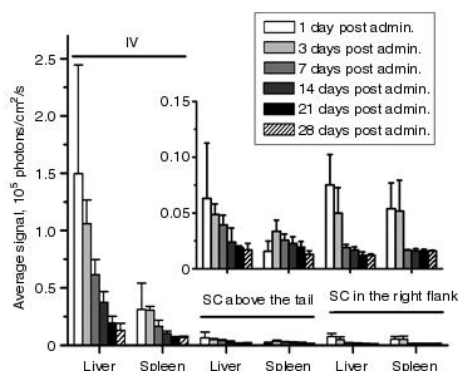 1 day post admin.
3 days post admin.
7 days post admin.
14 days post admin.
21 days post admin.
28 days post admin.
IV
Average signal, 10⁵ photons/cm²/s
2.5
2.0
1.5
1.0
0.5
0
0.15
0.10
0.05
0
SC above the tail
SC in the right flank
Liver Spleen Liver Spleen Liver Spleen